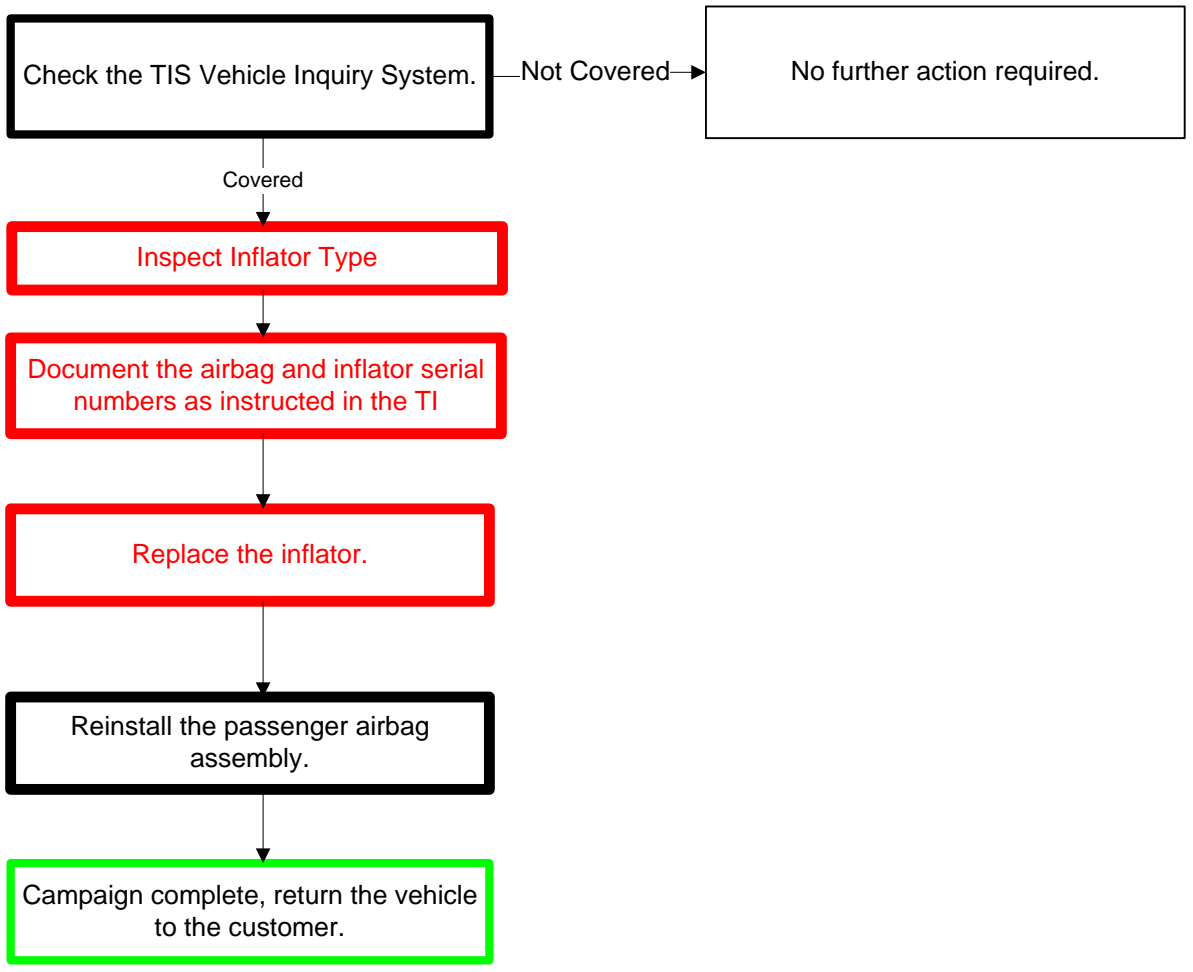 Check the TIS Vehicle Inquiry System.
Not Covered
No further action required.
Covered
Inspect Inflator Type
Document the airbag and inflator serial
numbers as instructed in the TI
Replace the inflator.
Reinstall the passenger airbag
assembly.
Campaign complete, return the vehicle
to the customer.